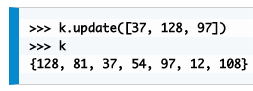 >>> k.update([37, 128, 97])
>>> k
{128, 81, 37, 54, 97, 12, 108}